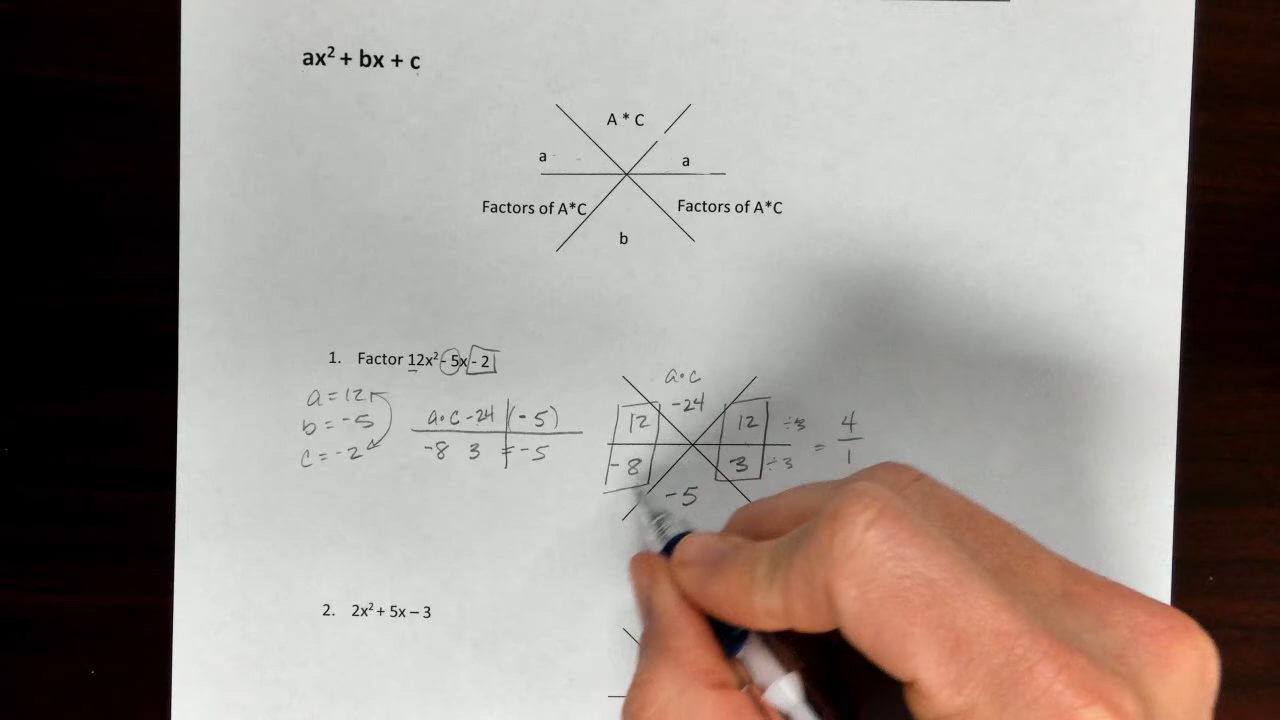 ax² + bx + c
A * C
a a
Factors of A*C Factors of A*C
b
1. Factor 12x² - 5x - 2
a = 12
b = -5
c = -2
a·c -24 (-5)
-8 3 = -5
a·c
-24
12 12 ÷3 = 4
-8 3 ÷3 1
-5
2. 2x² + 5x – 3